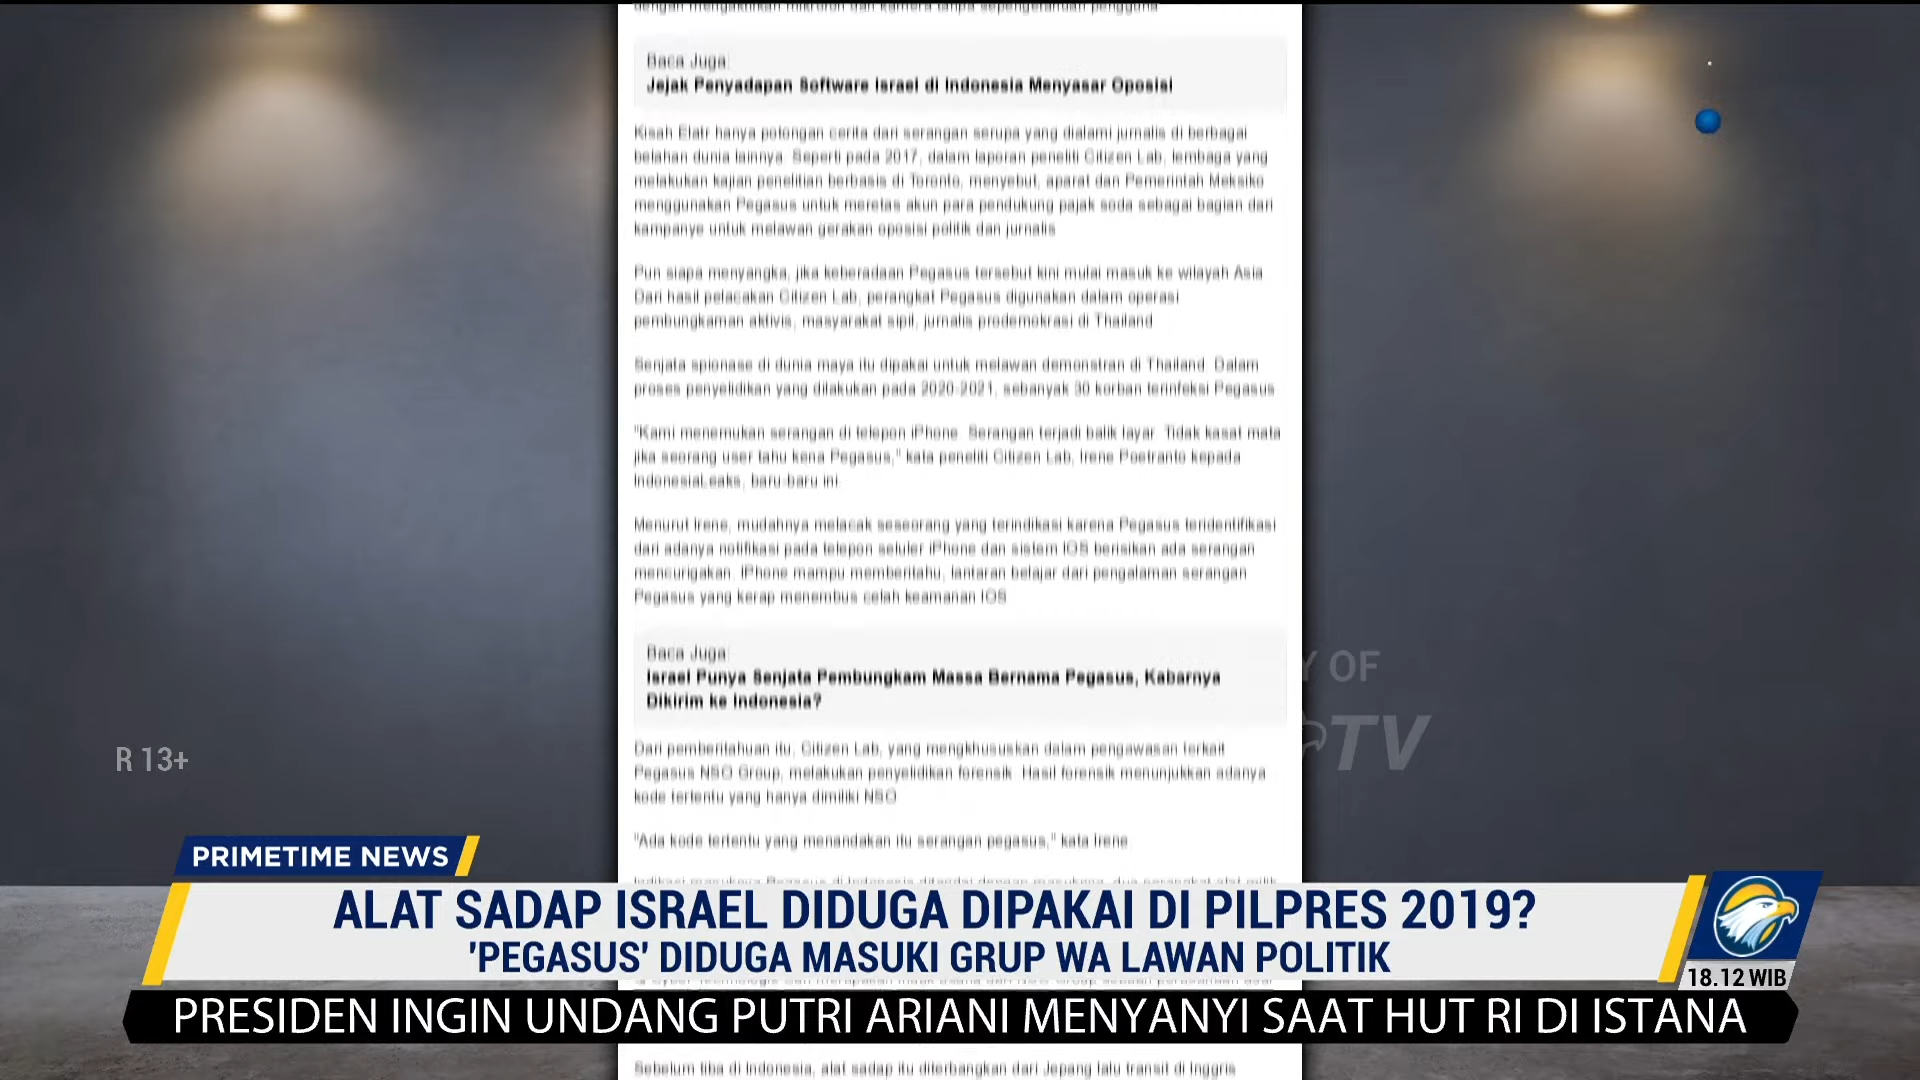 dengan mengaktifkan mikrofon dan kamera tanpa sepengetahuan pengguna.
Baca Juga:
Jejak Penyadapan Software Israel di Indonesia Menyasar Oposisi
Kisah Elatr hanya potongan cerita dari serangan serupa yang dialami jurnalis di berbagai
belahan dunia lainnya. Seperti pada 2017, dalam laporan peneliti Citizen Lab, lembaga yang
melakukan kajian penelitian berbasis di Toronto, menyebut, aparat dan Pemerintah Meksiko
menggunakan Pegasus untuk meretas akun para pendukung pajak soda sebagai bagian dari
kampanye untuk melawan gerakan oposisi politik dan jurnalis
Pun siapa menyangka, jika keberadaan Pegasus tersebut kini mulai masuk ke wilayah Asia
Dari hasil pelacakan Citizen Lab, perangkat Pegasus digunakan dalam operasi
pembungkaman aktivis, masyarakat sipil, jurnalis prodemokrasi di Thailand
Senjata spionase di dunia maya itu dipakai untuk melawan demonstran di Thailand. Dalam
proses penyelidikan yang dilakukan pada 2020-2021, sebanyak 30 korban terinfeksi Pegasus
"Kami menemukan serangan di telepon iPhone. Serangan terjadi balik layar. Tidak kasat mata
jika seorang user tahu kena Pegasus," kata peneliti Citizen Lab, Irene Poetranto kepada
IndonesiaLeaks, baru-baru ini.
Menurut Irene, mudahnya melacak seseorang yang terindikasi karena Pegasus teridentifikasi
dari adanya notifikasi pada telepon seluler iPhone dan sistem IOS berisikan ada serangan
mencurigakan. IPhone mampu memberitahu, lantaran belajar dari pengalaman serangan
Pegasus yang kerap menembus celah keamanan IOS
Baca Juga:
Israel Punya Senjata Pembungkam Massa Bernama Pegasus, Kabarnya
Dikirim ke Indonesia?
Y OF
TV
Dari pemberitahuan itu, Citizen Lab, yang mengkhususkan dalam pengawasan terkait
Pegasus NSO Group, melakukan penyelidikan forensik. Hasil forensik menunjukkan adanya
kode tertentu yang hanya dimiliki NSO
R 13+
"Ada kode tertentu yang menandakan itu serangan pegasus," kata Irene
PRIMETIME NEWS
ALAT SADAP ISRAEL DIDUGA DIPAKAI DI PILPRES 2019?
'PEGASUS' DIDUGA MASUKI GRUP WA LAWAN POLITIK
18.12 WIB
PRESIDEN INGIN UNDANG PUTRI ARIANI MENYANYI SAAT HUT RI DI ISTANA
Sebelum tiba di Indonesia, alat sadap itu diterbangkan dari Jepang lalu transit di Inggris